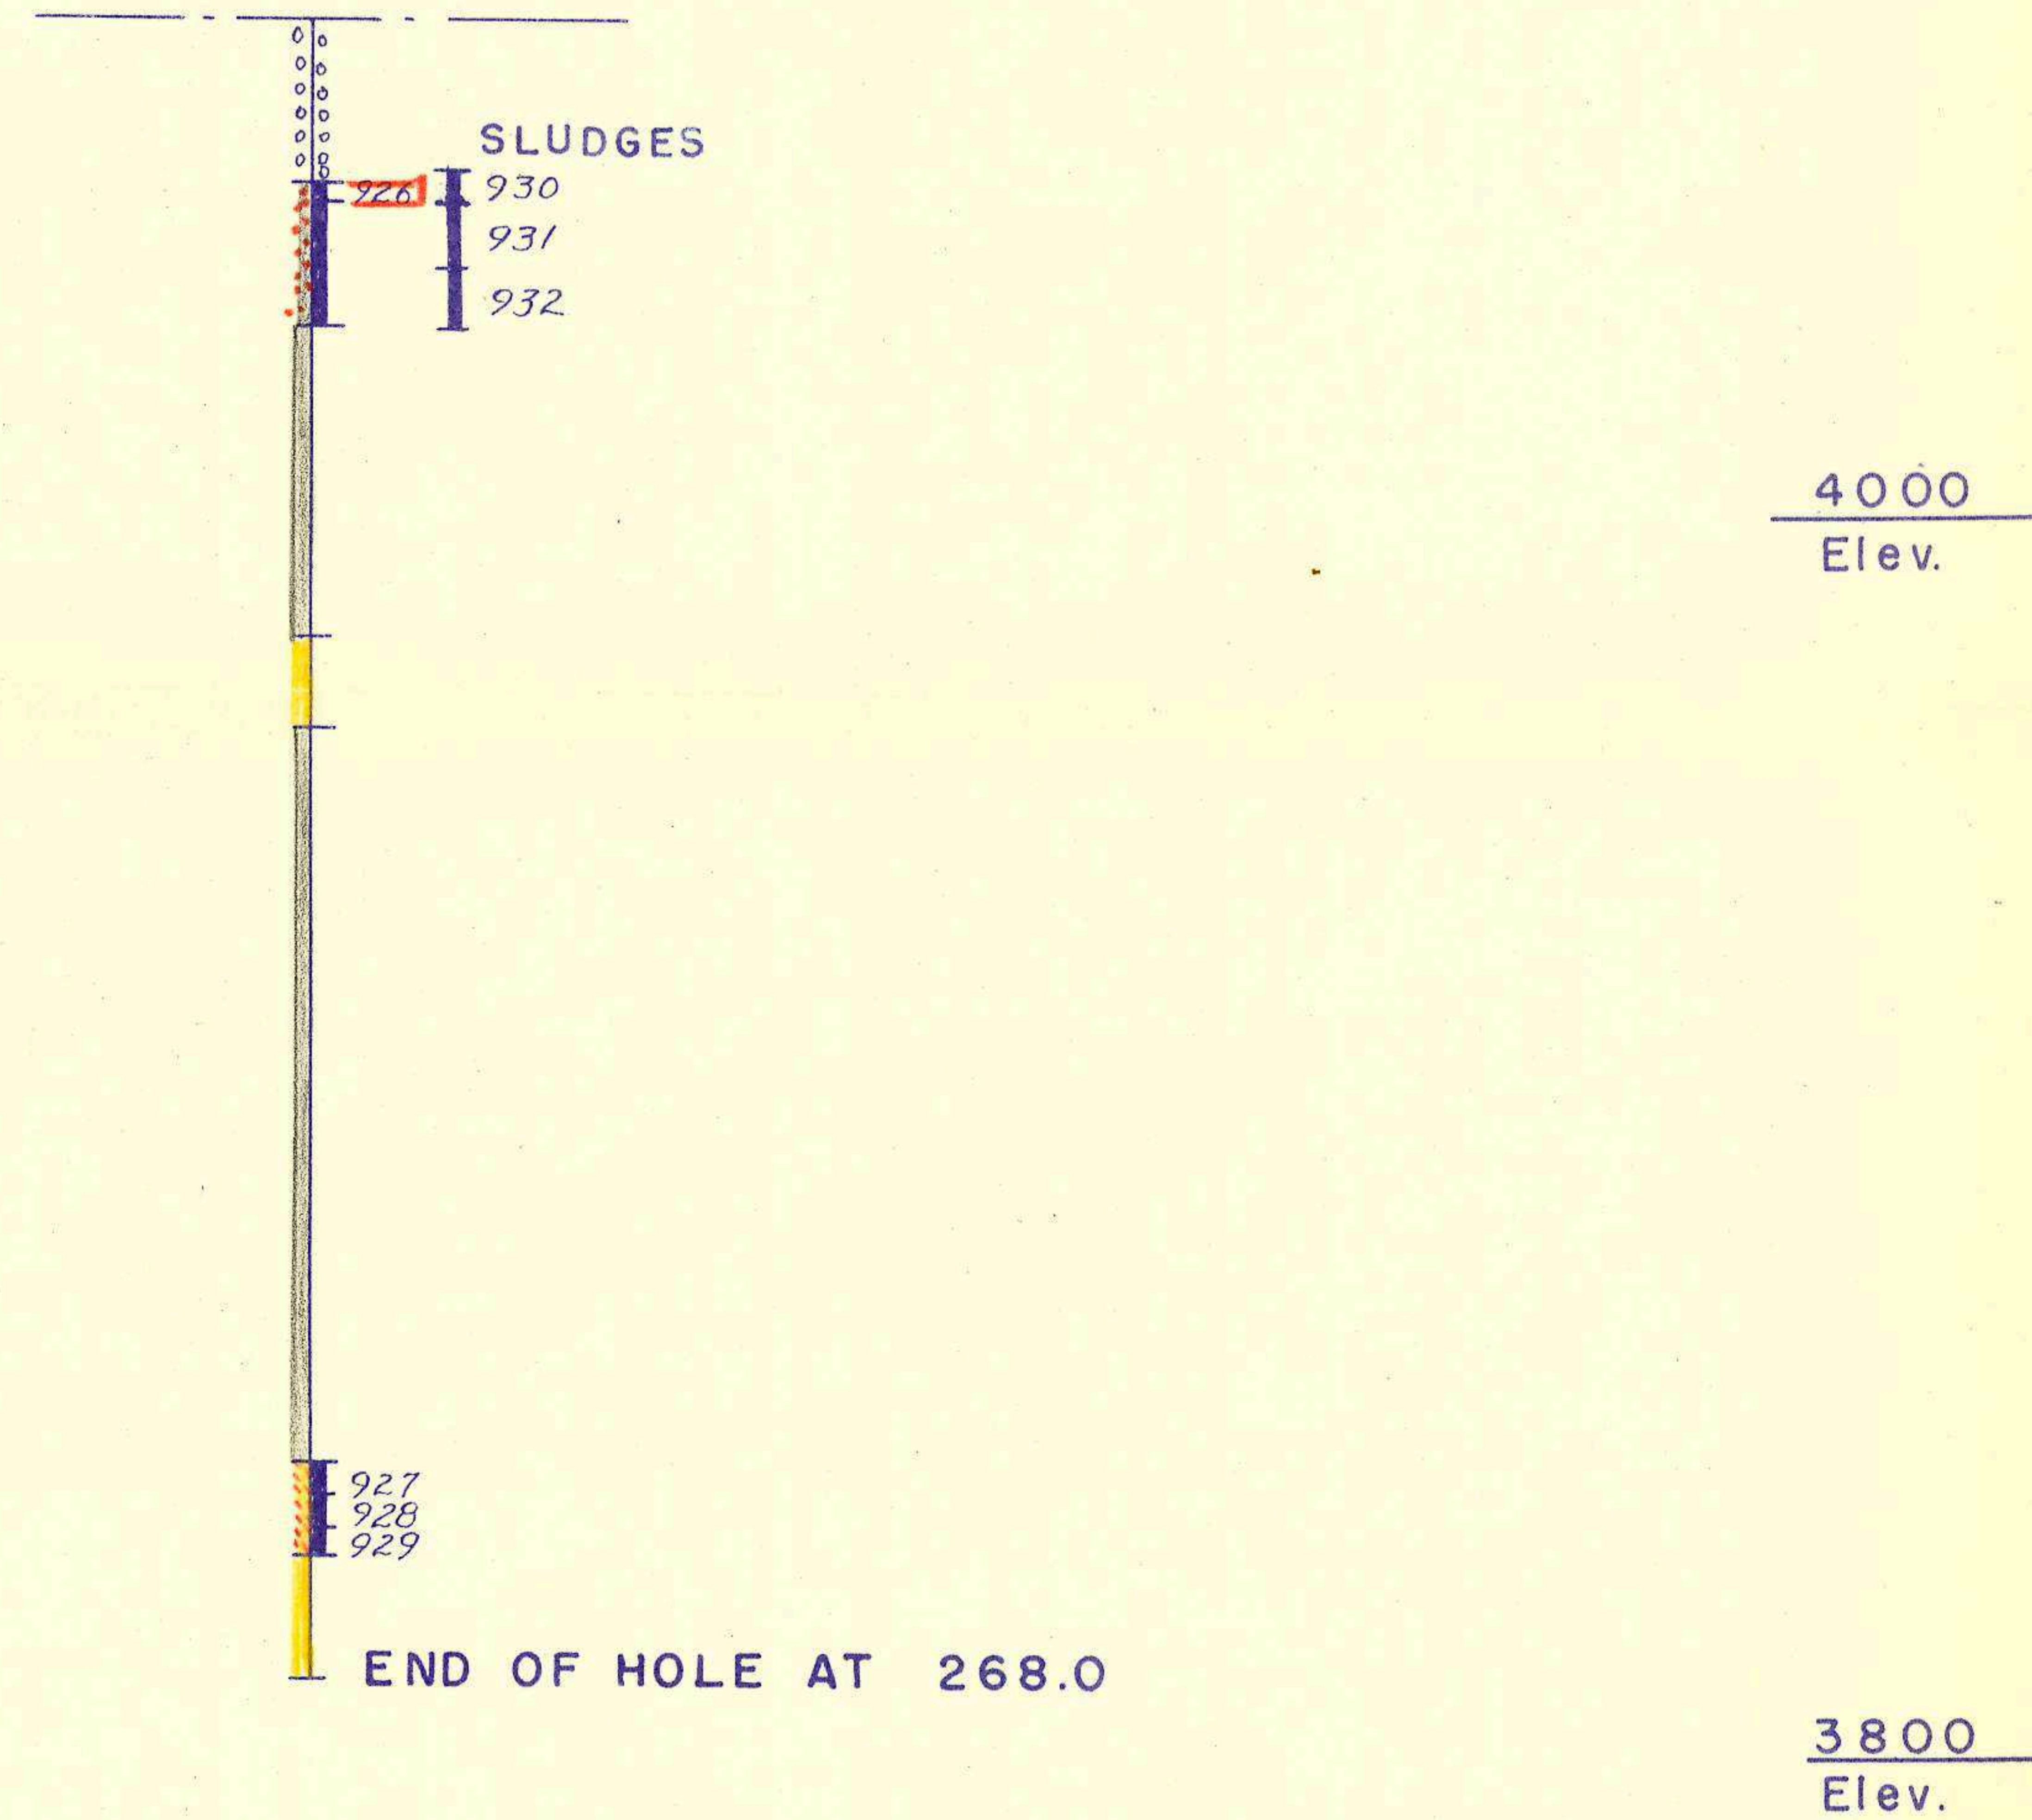 SLUDGES
926 930
931
932
4000
Elev.
927
928
929
END OF HOLE AT 268.0
3800
Elev.